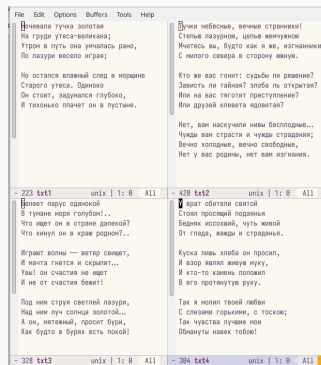 File Edit Options Buffers Tools Help
Ночевала тучка золотая
На груди утеса-великана;
Утром в путь она умчалась рано,
По лазури весело играя;

Но остался влажный след в морщине
Старого утеса. Одиноко
Он стоит, задумался глубоко,
И тихонько плачет он в пустыне.
- 223 txt1 unix | 1: 0 All
Тучки небесные, вечные странники!
Степью лазурною, цепью жемчужною
Мчитесь вы, будто как я же, изгнанники
С милого севера в сторону южную.

Кто же вас гонит: судьбы ли решение?
Зависть ли тайная? злоба ль открытая?
Или на вас тяготит преступление?
Или друзей клевета ядовитая?

Нет, вам наскучили нивы бесплодные...
Чужды вам страсти и чужды страдания;
Вечно холодные, вечно свободные,
Нет у вас родины, нет вам изгнания.
- 420 txt2 unix | 1: 0 All
Белеет парус одинокой
В тумане моря голубом!..
Что ищет он в стране далекой?
Что кинул он в краю родном?..

Играют волны — ветер свищет,
И мачта гнется и скрыпит...
Увы! он счастия не ищет
И не от счастия бежит!

Под ним струя светлей лазури,
Над ним луч солнца золотой...
А он, мятежный, просит бури,
Как будто в бурях есть покой!
- 328 txt3 unix | 1: 0 All
У врат обители святой
Стоял просящий подаянья
Бедняк иссохший, чуть живой
От глада, жажды и страданья.

Куска лишь хлеба он просил,
И взор являл живую муку,
И кто-то камень положил
В его протянутую руку.

Так я молил твоей любви
С слезами горькими, с тоскою;
Так чувства лучшие мои
Обмануты навек тобою!
- 304 txt4 unix | 1: 0 All